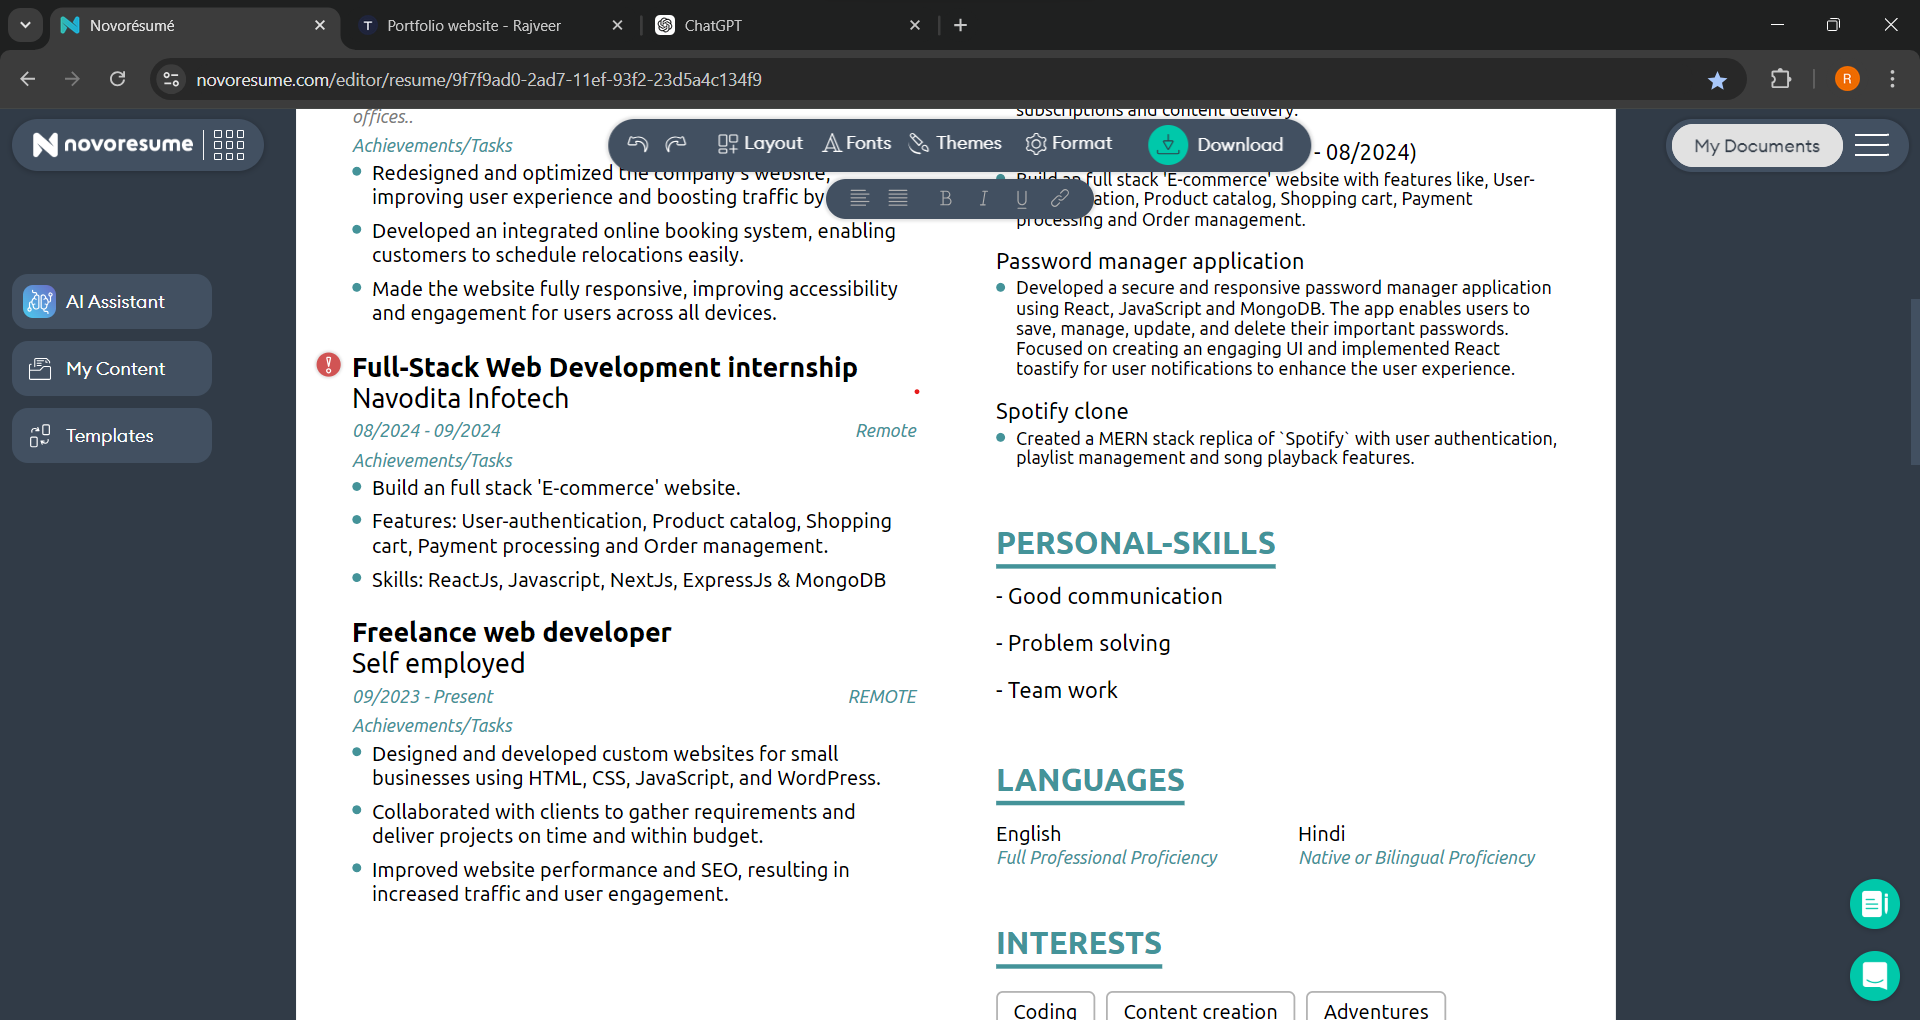 Novorésumé
Portfolio website - Rajveer
ChatGPT
novoresume.com/editor/resume/9f7f9ad0-2ad7-11ef-93f2-23d5a4c134f9
R
novoresume
Layout
Fonts
Themes
Format
Download
My Documents
B I U
AI Assistant
My Content
Templates
offices..
Achievements/Tasks
Redesigned and optimized the company's website,
improving user experience and boosting traffic by
Developed an integrated online booking system, enabling
customers to schedule relocations easily.
Made the website fully responsive, improving accessibility
and engagement for users across all devices.
Full-Stack Web Development internship
Navodita Infotech
08/2024 - 09/2024
Remote
Achievements/Tasks
Build an full stack 'E-commerce' website.
Features: User-authentication, Product catalog, Shopping
cart, Payment processing and Order management.
Skills: ReactJs, Javascript, NextJs, ExpressJs & MongoDB
Freelance web developer
Self employed
09/2023 - Present
REMOTE
Achievements/Tasks
Designed and developed custom websites for small
businesses using HTML, CSS, JavaScript, and WordPress.
Collaborated with clients to gather requirements and
deliver projects on time and within budget.
Improved website performance and SEO, resulting in
increased traffic and user engagement.
subscriptions and content delivery.
- 08/2024)
Build an full stack 'E-commerce' website with features like, User-
ation, Product catalog, Shopping cart, Payment
processing and Order management.
Password manager application
Developed a secure and responsive password manager application
using React, JavaScript and MongoDB. The app enables users to
save, manage, update, and delete their important passwords.
Focused on creating an engaging UI and implemented React
toastify for user notifications to enhance the user experience.
Spotify clone
Created a MERN stack replica of `Spotify` with user authentication,
playlist management and song playback features.
PERSONAL-SKILLS
- Good communication
- Problem solving
- Team work
LANGUAGES
English
Full Professional Proficiency
Hindi
Native or Bilingual Proficiency
INTERESTS
Coding
Content creation
Adventures